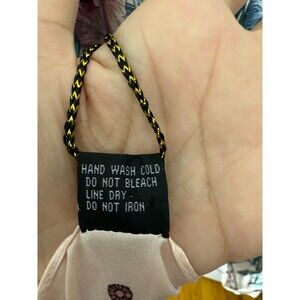 HAND WASH COLD
DO NOT BLEACH
LINE DRY-
DO NOT IRON